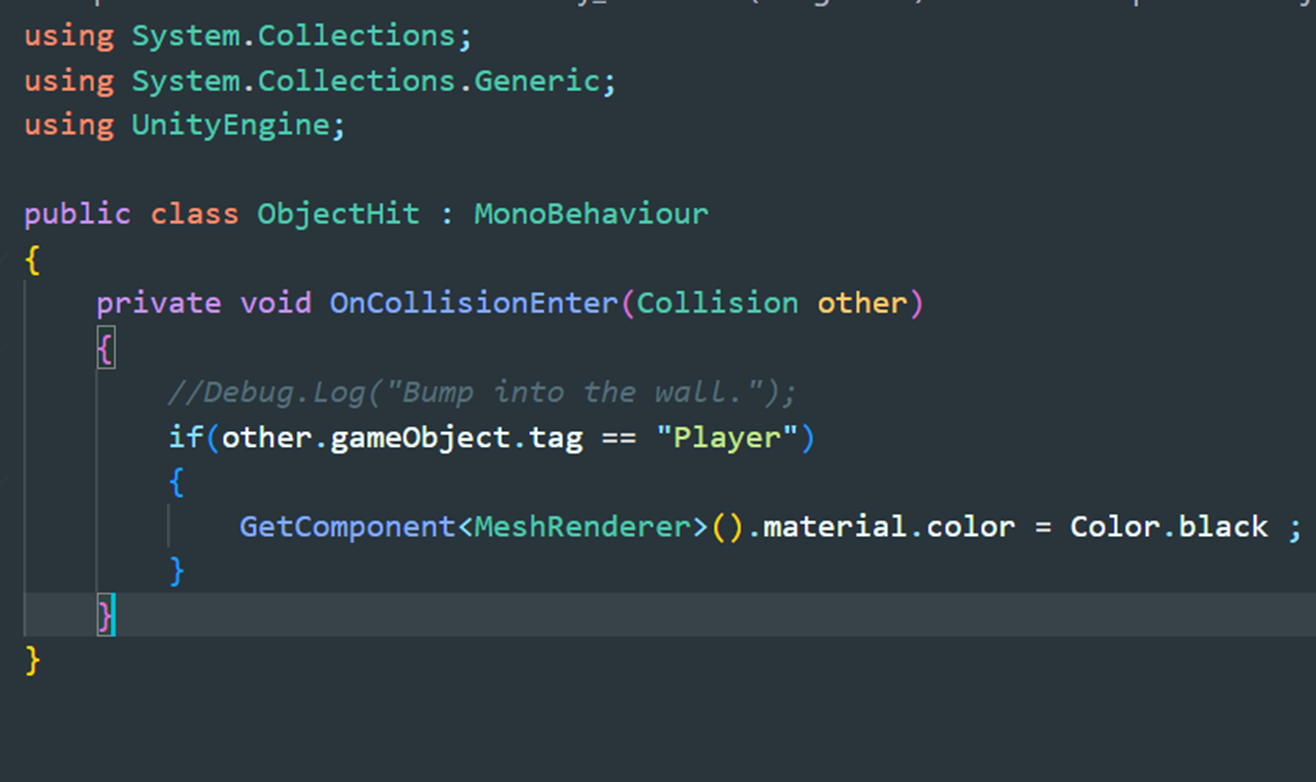 using System.Collections;
using System.Collections.Generic;
using UnityEngine;
public class ObjectHit : MonoBehaviour
{
    private void OnCollisionEnter(Collision other)
    {
        //Debug.Log("Bump into the wall.");
        if(other.gameObject.tag == "Player")
        {
            GetComponent<MeshRenderer>().material.color = Color.black ;
        }
    }
}